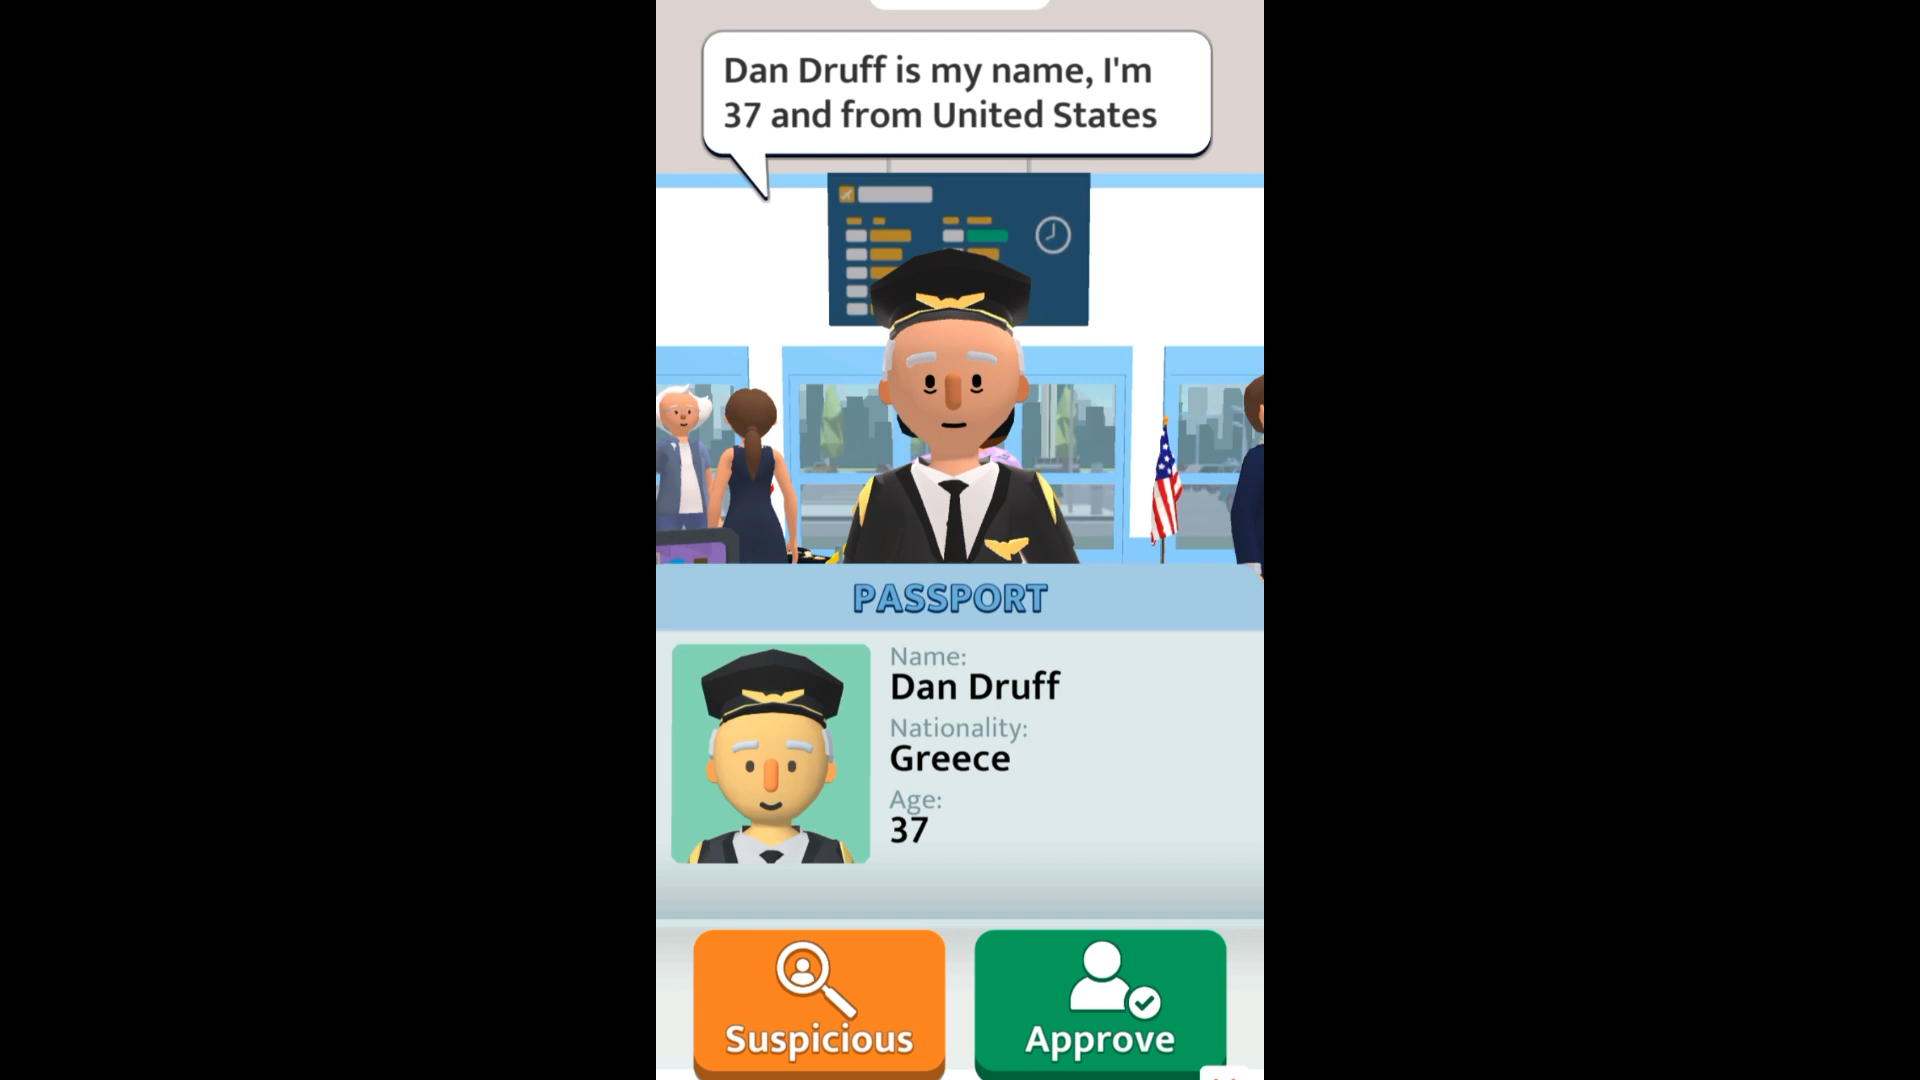 Dan Druff is my name, I'm
37 and from United States
PASSPORT
Name:
Dan Druff
Nationality:
Greece
Age:
37
Suspicious
Approve